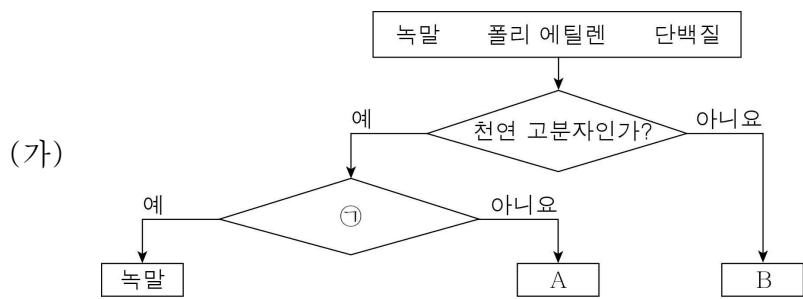 녹말 폴리 에틸렌 단백질
예 천연 고분자인가? 아니요
(가)
예 ㉠ 아니요
녹말 A B